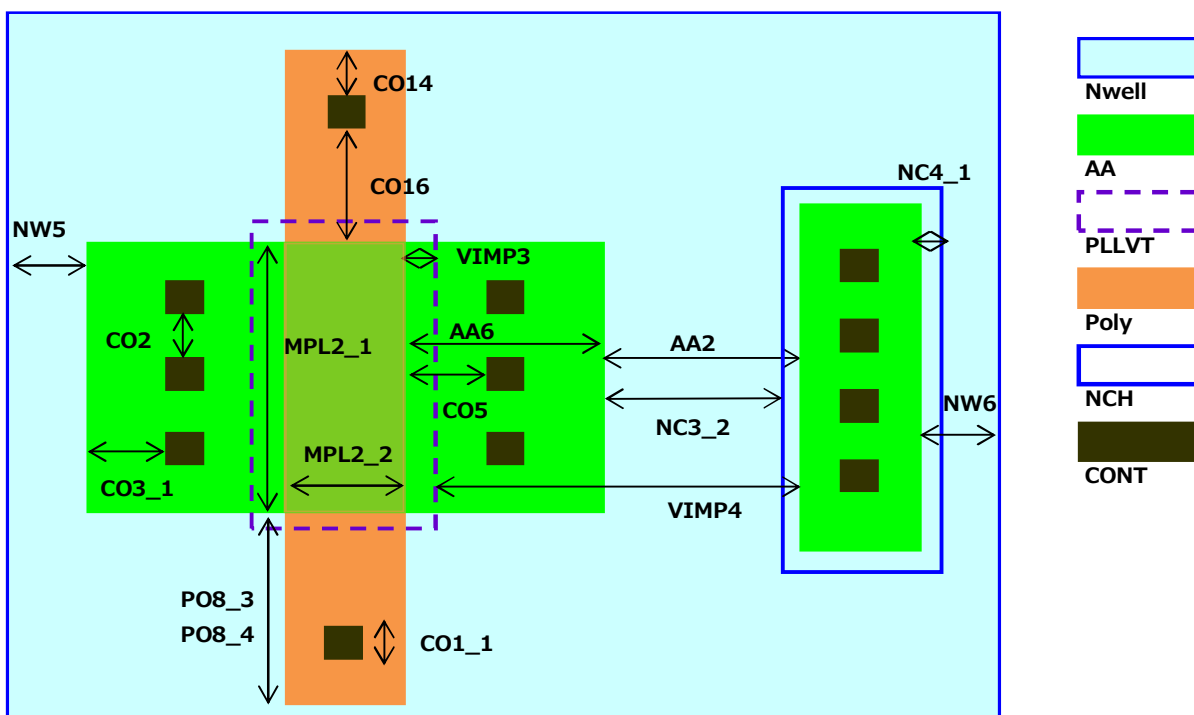 CO14
Nwell
CO16
NC4_1
AA
NW5
VIMP3
PLLVT
CO2
MPL2_1
AA6
AA2
Poly
CO5
NC3_2
NW6
NCH
CO3_1
MPL2_2
CONT
VIMP4
PO8_3
PO8_4
CO1_1